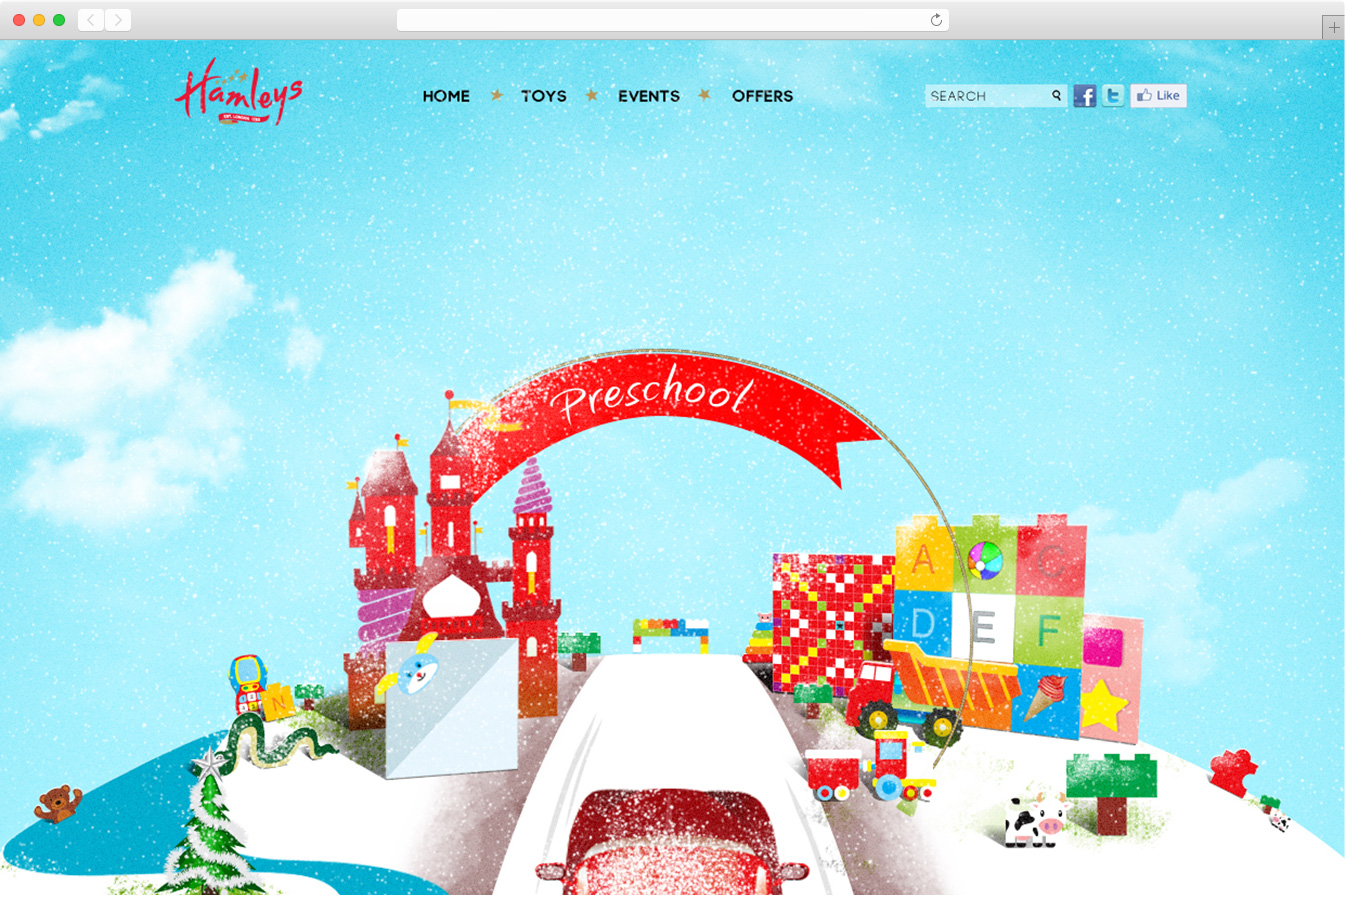 Hamleys
EST. LONDON 1760
HOME
TOYS
EVENTS
OFFERS
SEARCH
f
t
Like
Preschool
A
C
D
E
F
N